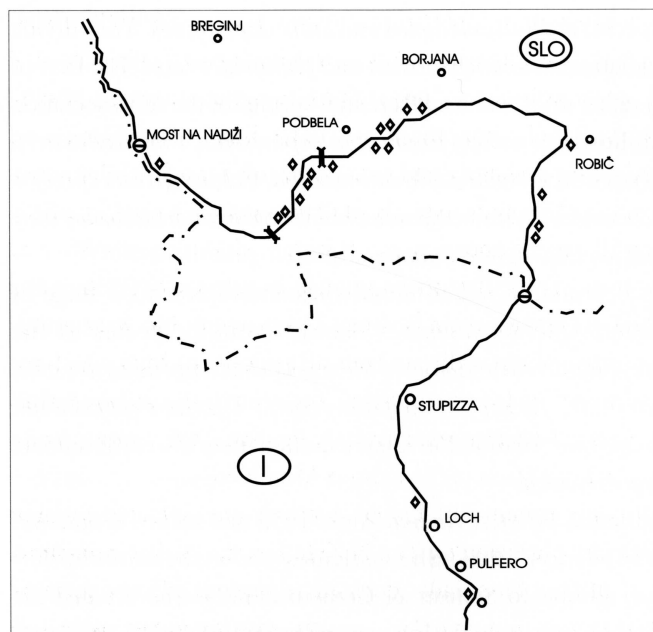 BREGINJ
SLO
BORJANA
PODBELA
MOST NA NADIŽI
ROBIČ
STUPIZZA
I
LOCH
PULFERO